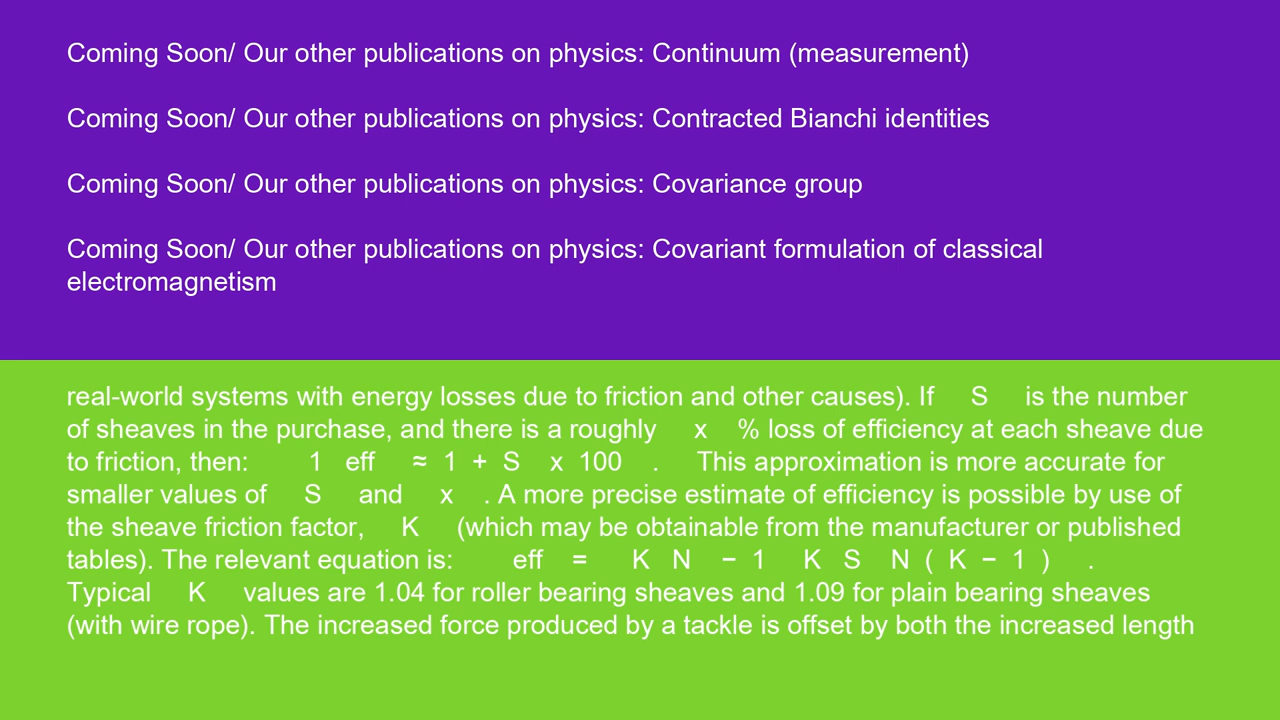 Coming Soon/ Our other publications on physics: Continuum (measurement)
Coming Soon/ Our other publications on physics: Contracted Bianchi identities
Coming Soon/ Our other publications on physics: Covariance group
Coming Soon/ Our other publications on physics: Covariant formulation of classical
electromagnetism
real-world systems with energy losses due to friction and other causes). If S is the number
of sheaves in the purchase, and there is a roughly x % loss of efficiency at each sheave due
to friction, then: 1 eff ≈ 1 + S x 100 . This approximation is more accurate for
smaller values of S and x . A more precise estimate of efficiency is possible by use of
the sheave friction factor, K (which may be obtainable from the manufacturer or published
tables). The relevant equation is: eff = K N − 1 K S N ( K − 1 ) .
Typical K values are 1.04 for roller bearing sheaves and 1.09 for plain bearing sheaves
(with wire rope). The increased force produced by a tackle is offset by both the increased length